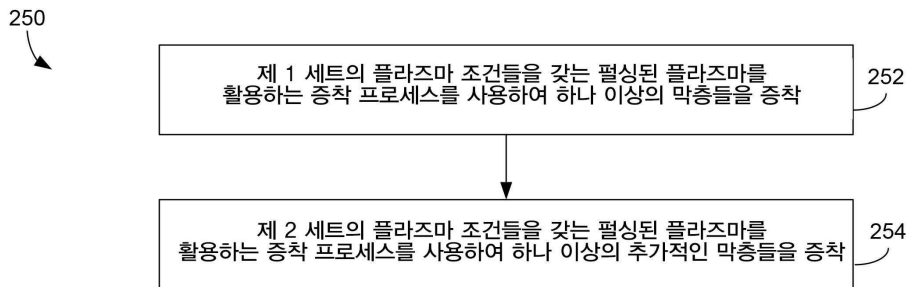 250
제 1 세트의 플라즈마 조건들을 갖는 펄싱된 플라즈마를
활용하는 증착 프로세스를 사용하여 하나 이상의 막층들을 증착
252
제 2 세트의 플라즈마 조건들을 갖는 펄싱된 플라즈마를
활용하는 증착 프로세스를 사용하여 하나 이상의 추가적인 막층들을 증착
254